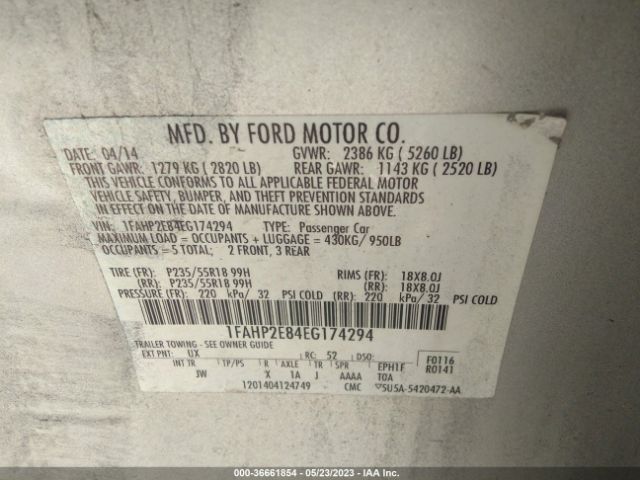 MFD. BY FORD MOTOR CO.
DATE: 04/14 GVWR: 2386 KG ( 5260 LB)
FRONT GAWR: 1279 KG ( 2820 LB) REAR GAWR: 1143 KG ( 2520 LB)
THIS VEHICLE CONFORMS TO ALL APPLICABLE FEDERAL MOTOR
VEHICLE SAFETY, BUMPER, AND THEFT PREVENTION STANDARDS
IN EFFECT ON THE DATE OF MANUFACTURE SHOWN ABOVE.
VIN: 1FAHP2E84EG174294 TYPE: Passenger Car
MAXIMUM LOAD = OCCUPANTS + LUGGAGE = 430KG/ 950LB
OCCUPANTS = 5 TOTAL; 2 FRONT, 3 REAR
TIRE (FR): P235/55R18 99H RIMS (FR): 18X8.0J
(RR): P235/55R18 99H (RR): 18X8.0J
PRESSURE (FR): 220 kPa/ 32 PSI COLD (RR): 220 kPa/ 32 PSI COLD
1FAHP2E84EG174294
TRAILER TOWING - SEE OWNER GUIDE
EXT PNT: UX RC: 52 DSO: F0116
INT TR TP/PS R AXLE TR SPR EPH1F R0141
JW X 1A J AAAA TOA
1201404124749 CMC 5U5A-5420472-AA
000-36661854 - 05/23/2023 - IAA Inc.